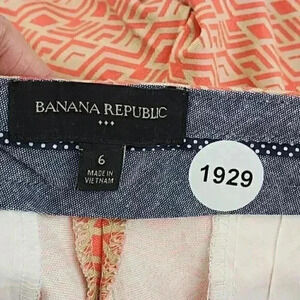 BANANA REPUBLIC
6
MADE IN
VIETNAM
1929